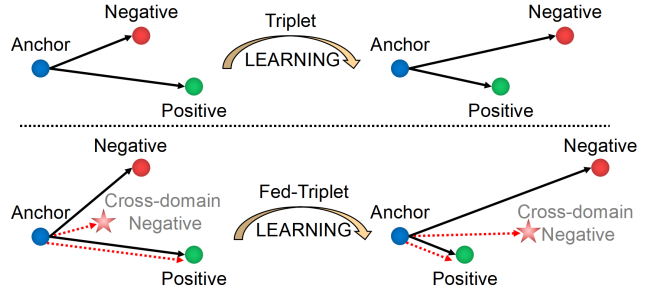 Negative
Triplet
Anchor
LEARNING
Anchor
Negative
Positive
Positive
Negative
Negative
Cross-domain
Negative
Anchor
Fed-Triplet
LEARNING
Anchor
Cross-domain
Negative
Positive
Positive